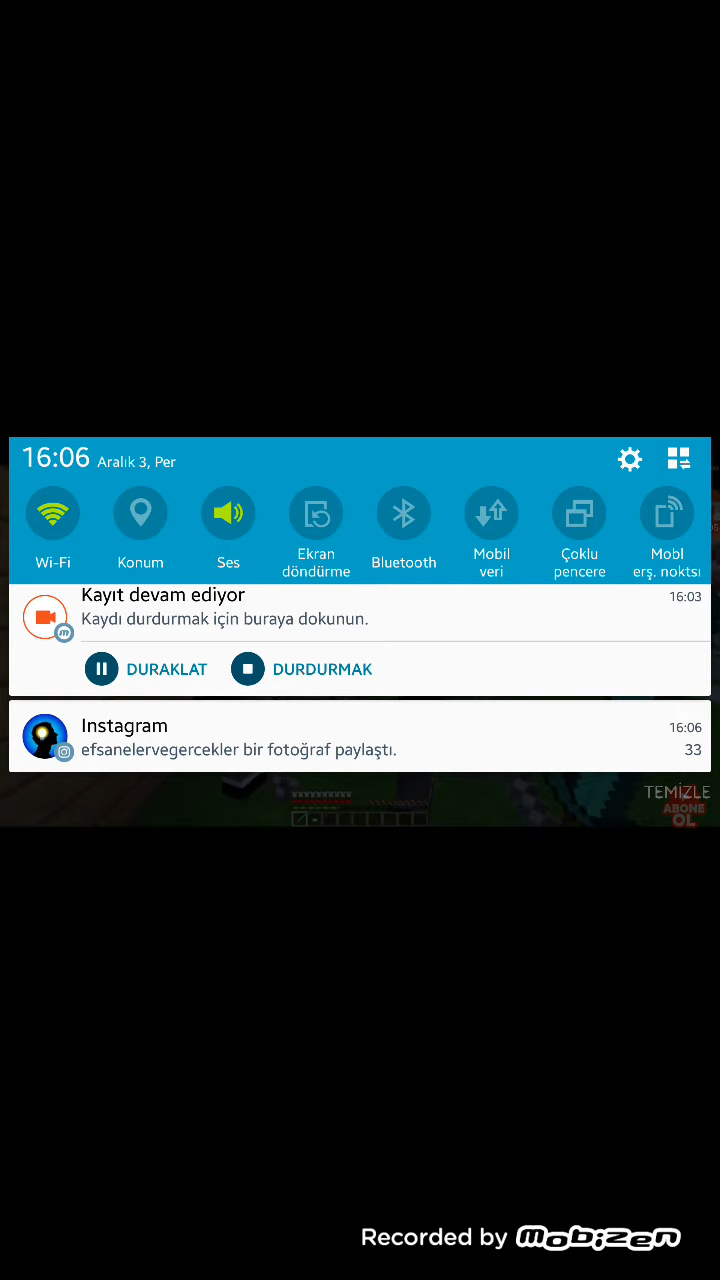 16:06 Aralık 3, Per
Wi-Fi
Konum
Ses
Ekran
döndürme
Bluetooth
Mobil
veri
Çoklu
pencere
Mobl
erş. noktsı
Kayıt devam ediyor 16:03
Kaydı durdurmak için buraya dokunun.
DURAKLAT DURDURMAK
Instagram 16:06
efsanelervegercekler bir fotoğraf paylaştı. 33
TEMİZLE
ABONE
OL
Recorded by mobizen